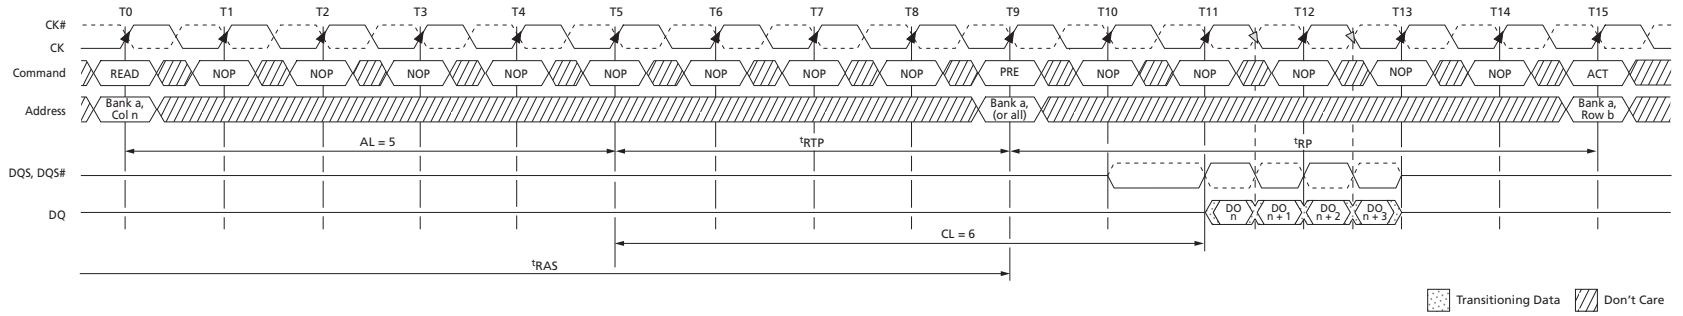 T0 T1 T2 T3 T4 T5 T6 T7 T8 T9 T10 T11 T12 T13 T14 T15
CK#
CK
Command READ NOP NOP NOP NOP NOP NOP NOP NOP PRE NOP NOP NOP NOP NOP ACT
Address
Bank a,
Col n
Bank a,
(or all)
Bank a,
Row b
AL = 5 tRTP tRP
DQS, DQS#
DQ
DO
n
DO
n + 1
DO
n + 2
DO
n + 3
CL = 6
tRAS
Transitioning Data Don't Care